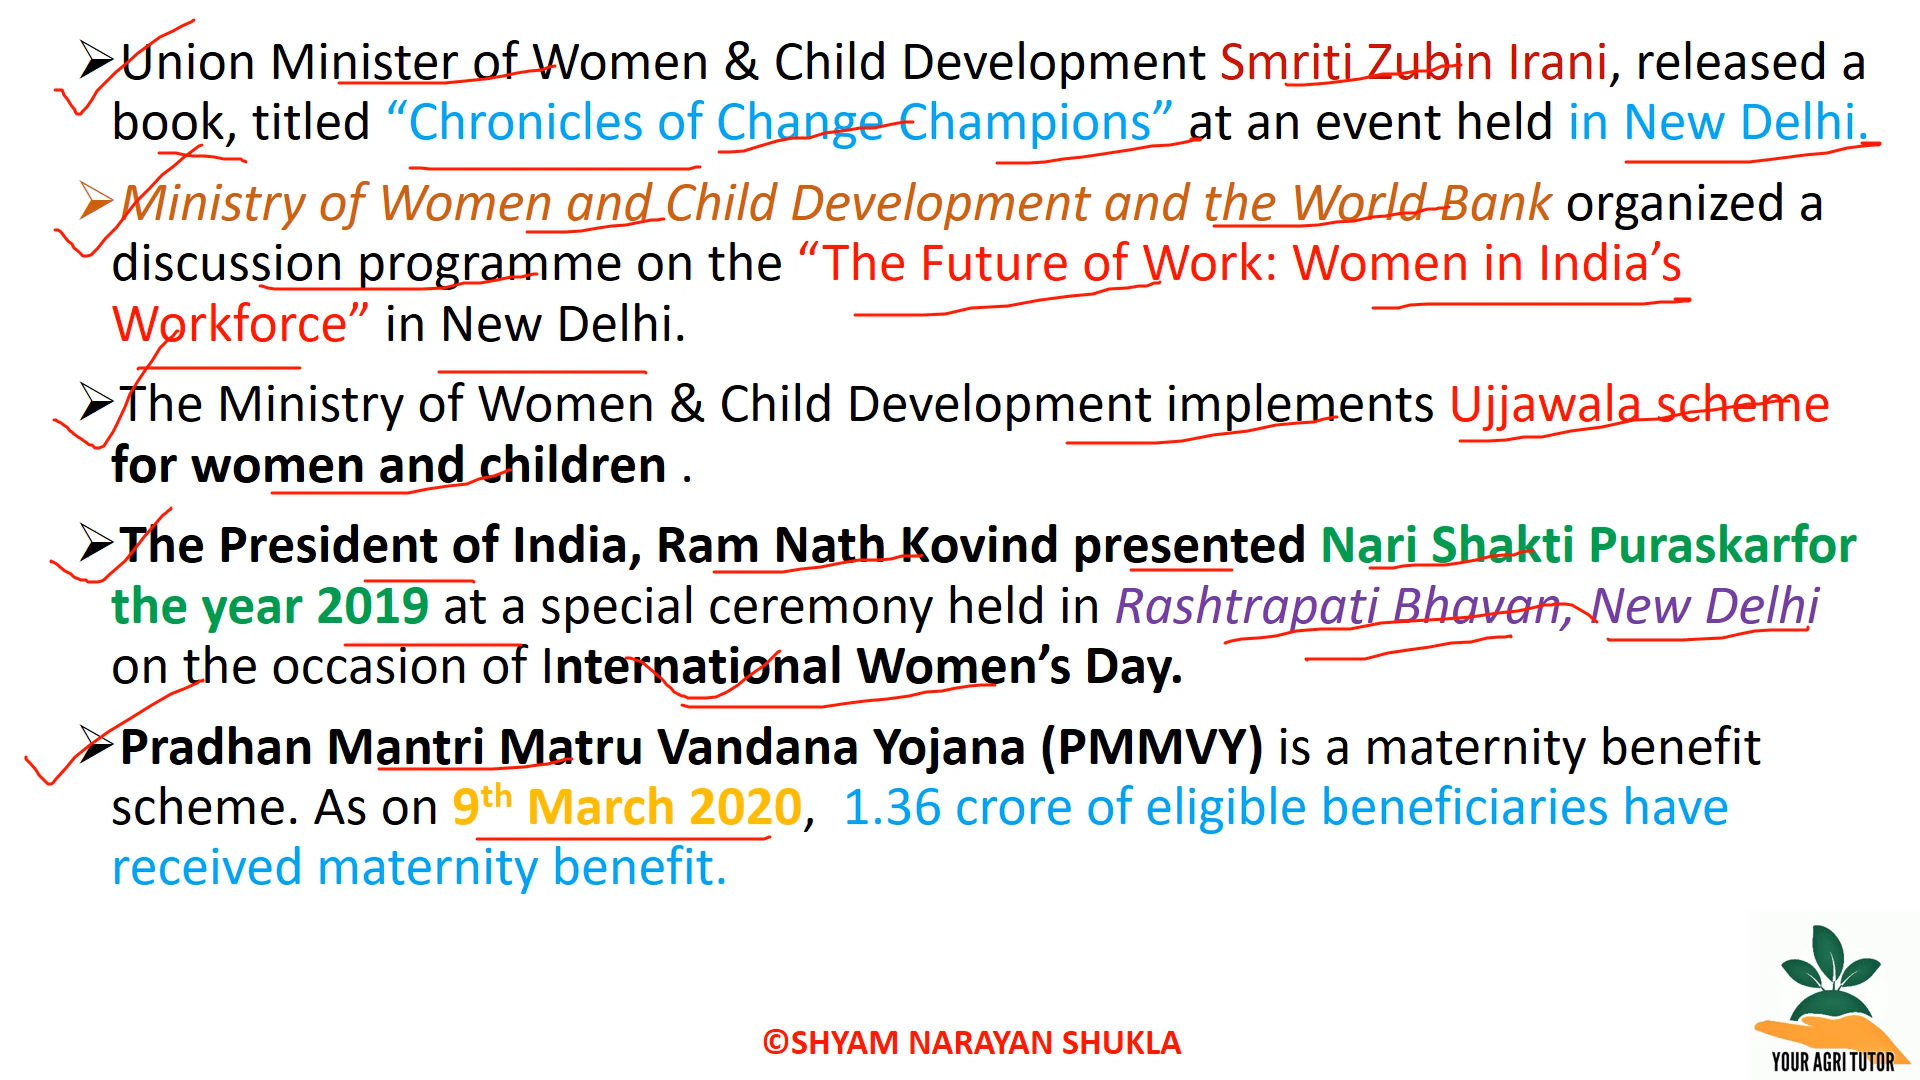 ➢Union Minister of Women & Child Development Smriti Zubin Irani, released a
book, titled “Chronicles of Change Champions” at an event held in New Delhi.
➢Ministry of Women and Child Development and the World Bank organized a
discussion programme on the “The Future of Work: Women in India’s
Workforce” in New Delhi.
➢The Ministry of Women & Child Development implements Ujjawala scheme
for women and children .
➢The President of India, Ram Nath Kovind presented Nari Shakti Puraskarfor
the year 2019 at a special ceremony held in Rashtrapati Bhavan, New Delhi
on the occasion of International Women’s Day.
➢Pradhan Mantri Matru Vandana Yojana (PMMVY) is a maternity benefit
scheme. As on 9th March 2020, 1.36 crore of eligible beneficiaries have
received maternity benefit.
©SHYAM NARAYAN SHUKLA
YOUR AGRI TUTOR